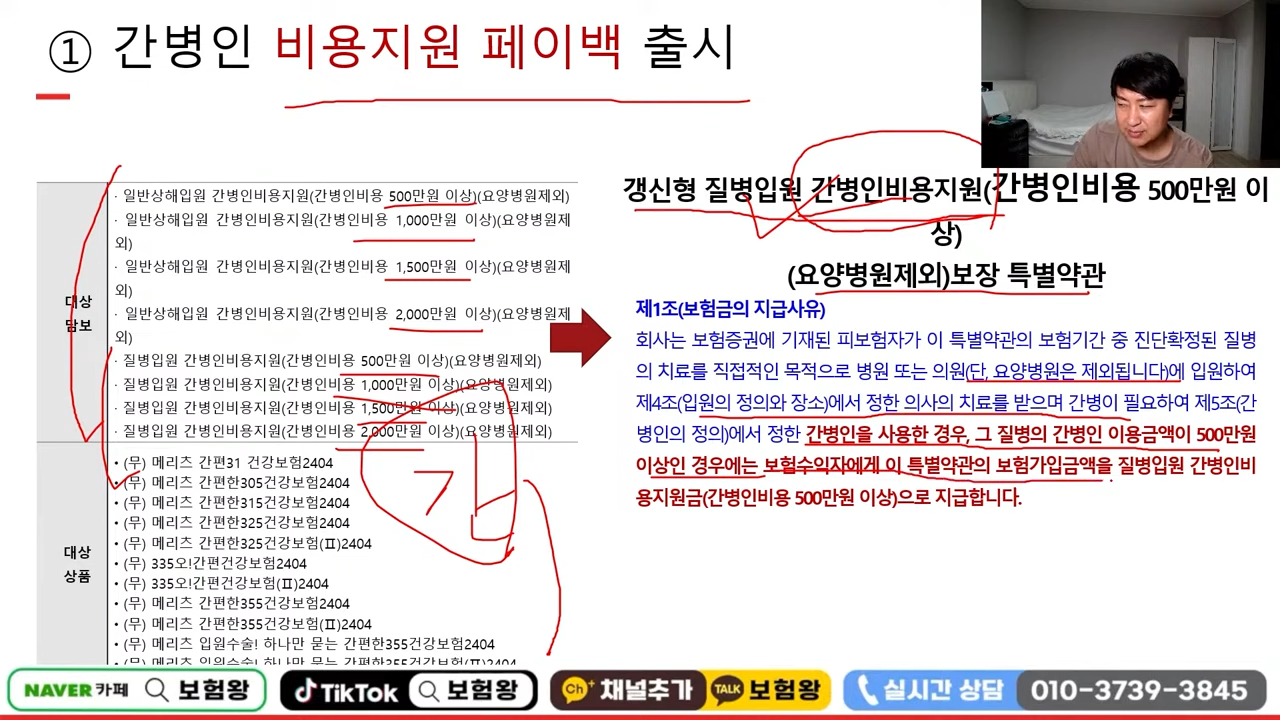 ① 간병인 비용지원 페이백 출시
대상
담보
· 일반상해입원 간병인비용지원(간병인비용 500만원 이상)(요양병원제외)
· 일반상해입원 간병인비용지원(간병인비용 1,000만원 이상)(요양병원제
외)
· 일반상해입원 간병인비용지원(간병인비용 1,500만원 이상)(요양병원제
외)
· 일반상해입원 간병인비용지원(간병인비용 2,000만원 이상)(요양병원제
외)
· 질병입원 간병인비용지원(간병인비용 500만원 이상)(요양병원제외)
· 질병입원 간병인비용지원(간병인비용 1,000만원 이상)(요양병원제외)
· 질병입원 간병인비용지원(간병인비용 1,500만원 이상)(요양병원제외)
· 질병입원 간병인비용지원(간병인비용 2,000만원 이상)(요양병원제외)
대상
상품
• (무) 메리츠 간편31 건강보험2404
• (무) 메리츠 간편한305건강보험2404
• (무) 메리츠 간편한315건강보험2404
• (무) 메리츠 간편한325건강보험2404
• (무) 메리츠 간편한325건강보험(Ⅱ)2404
• (무) 335오!간편건강보험2404
• (무) 335오!간편건강보험(Ⅱ)2404
• (무) 메리츠 간편한355건강보험2404
• (무) 메리츠 간편한355건강보험(Ⅱ)2404
• (무) 메리츠 입원수술! 하나만 묻는 간편한355건강보험2404
• (무) 메리츠 입원수술! 하나만 묻는 간편한355건강보험(Ⅱ)2404
갱신형 질병입원 간병인비용지원(간병인비용 500만원 이
상)
(요양병원제외)보장 특별약관
제1조(보험금의 지급사유)
회사는 보험증권에 기재된 피보험자가 이 특별약관의 보험기간 중 진단확정된 질병
의 치료를 직접적인 목적으로 병원 또는 의원(단, 요양병원은 제외됩니다)에 입원하여
제4조(입원의 정의와 장소)에서 정한 의사의 치료를 받으며 간병이 필요하여 제5조(간
병인의 정의)에서 정한 간병인을 사용한 경우, 그 질병의 간병인 이용금액이 500만원
이상인 경우에는 보험수익자에게 이 특별약관의 보험가입금액을 질병입원 간병인비
용지원금(간병인비용 500만원 이상)으로 지급합니다.
NAVER 카페 보험왕
TikTok 보험왕
Ch+ 채널추가 TALK 보험왕
실시간 상담 010-3739-3845